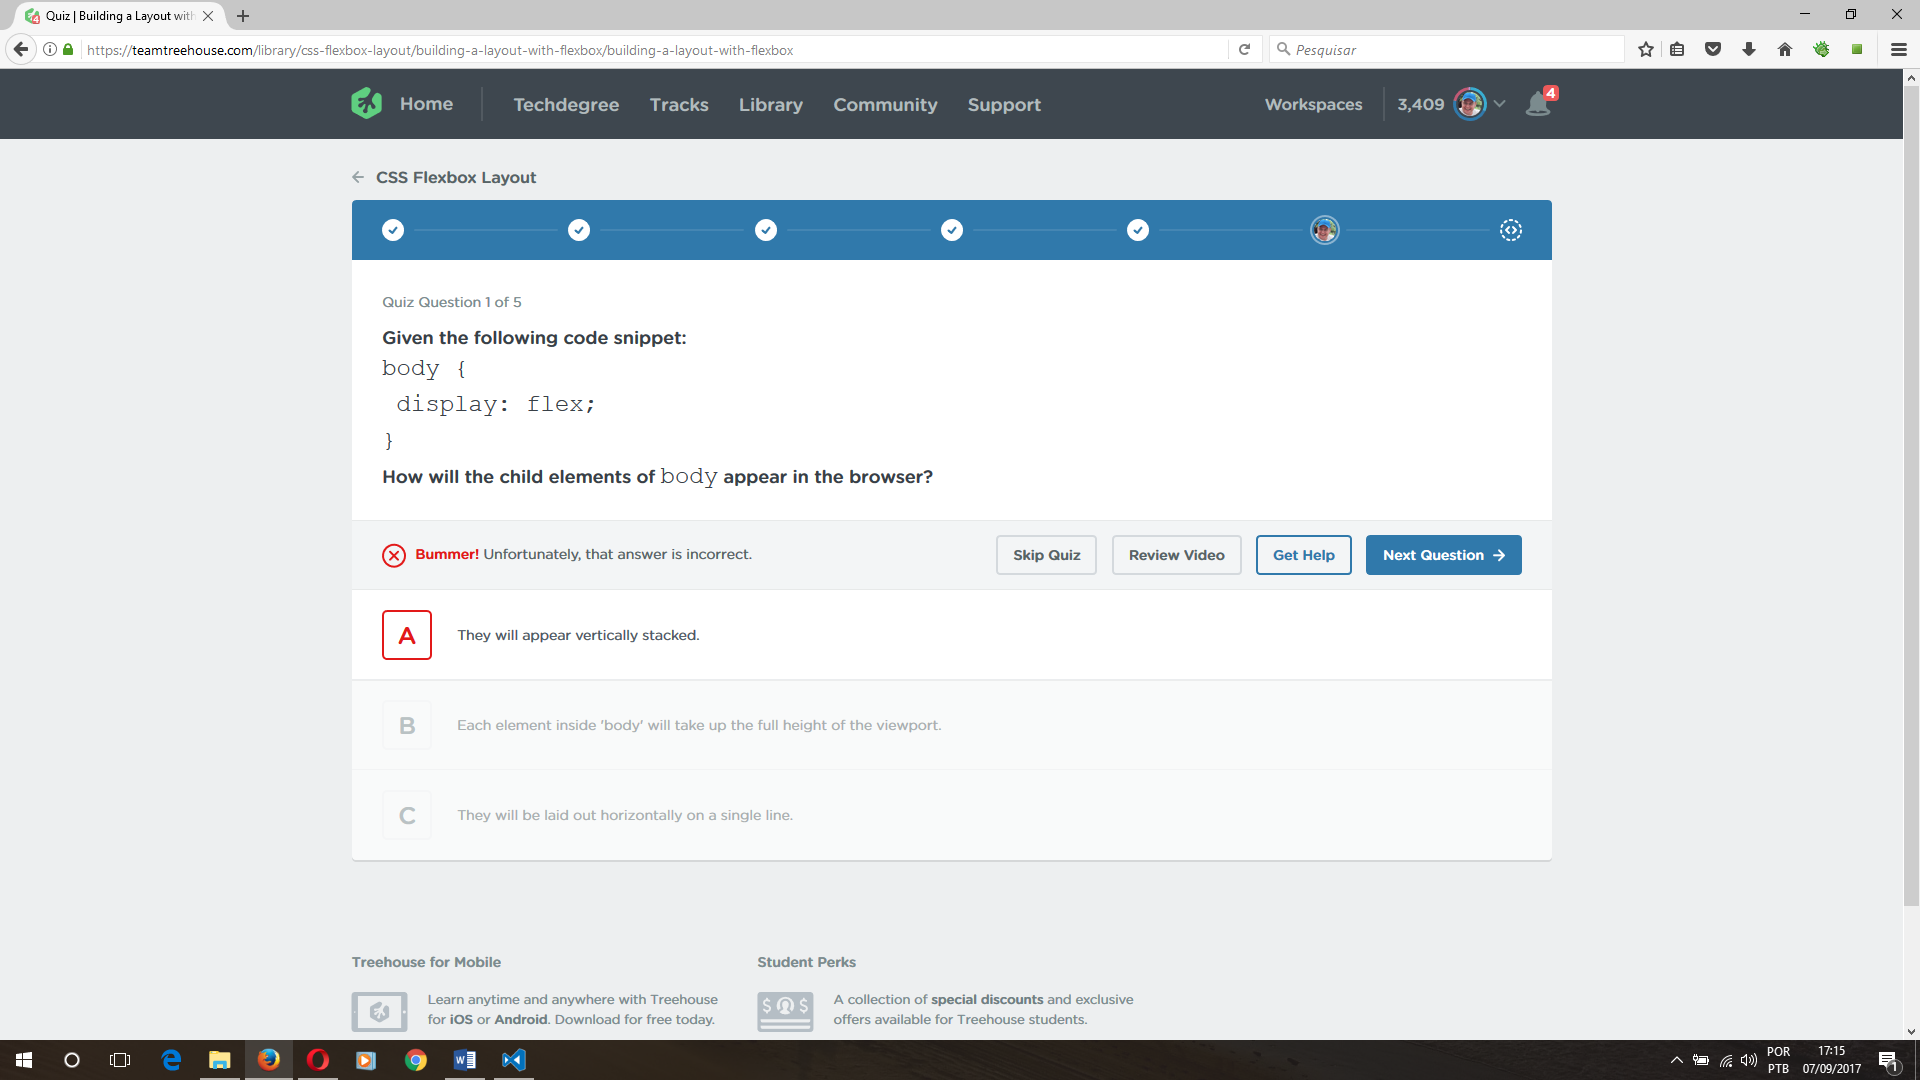 Quiz | Building a Layout with
https://teamtreehouse.com/library/css-flexbox-layout/building-a-layout-with-flexbox/building-a-layout-with-flexbox
Pesquisar
Home
Techdegree
Tracks
Library
Community
Support
Workspaces
3,409
4
CSS Flexbox Layout
Quiz Question 1 of 5
Given the following code snippet:
body {
display: flex;
}
How will the child elements of body appear in the browser?
Bummer! Unfortunately, that answer is incorrect.
Skip Quiz
Review Video
Get Help
Next Question
A
They will appear vertically stacked.
B
Each element inside 'body' will take up the full height of the viewport.
C
They will be laid out horizontally on a single line.
Treehouse for Mobile
Learn anytime and anywhere with Treehouse
for iOS or Android. Download for free today.
Student Perks
A collection of special discounts and exclusive
offers available for Treehouse students.
POR
PTB
17:15
07/09/2017
1